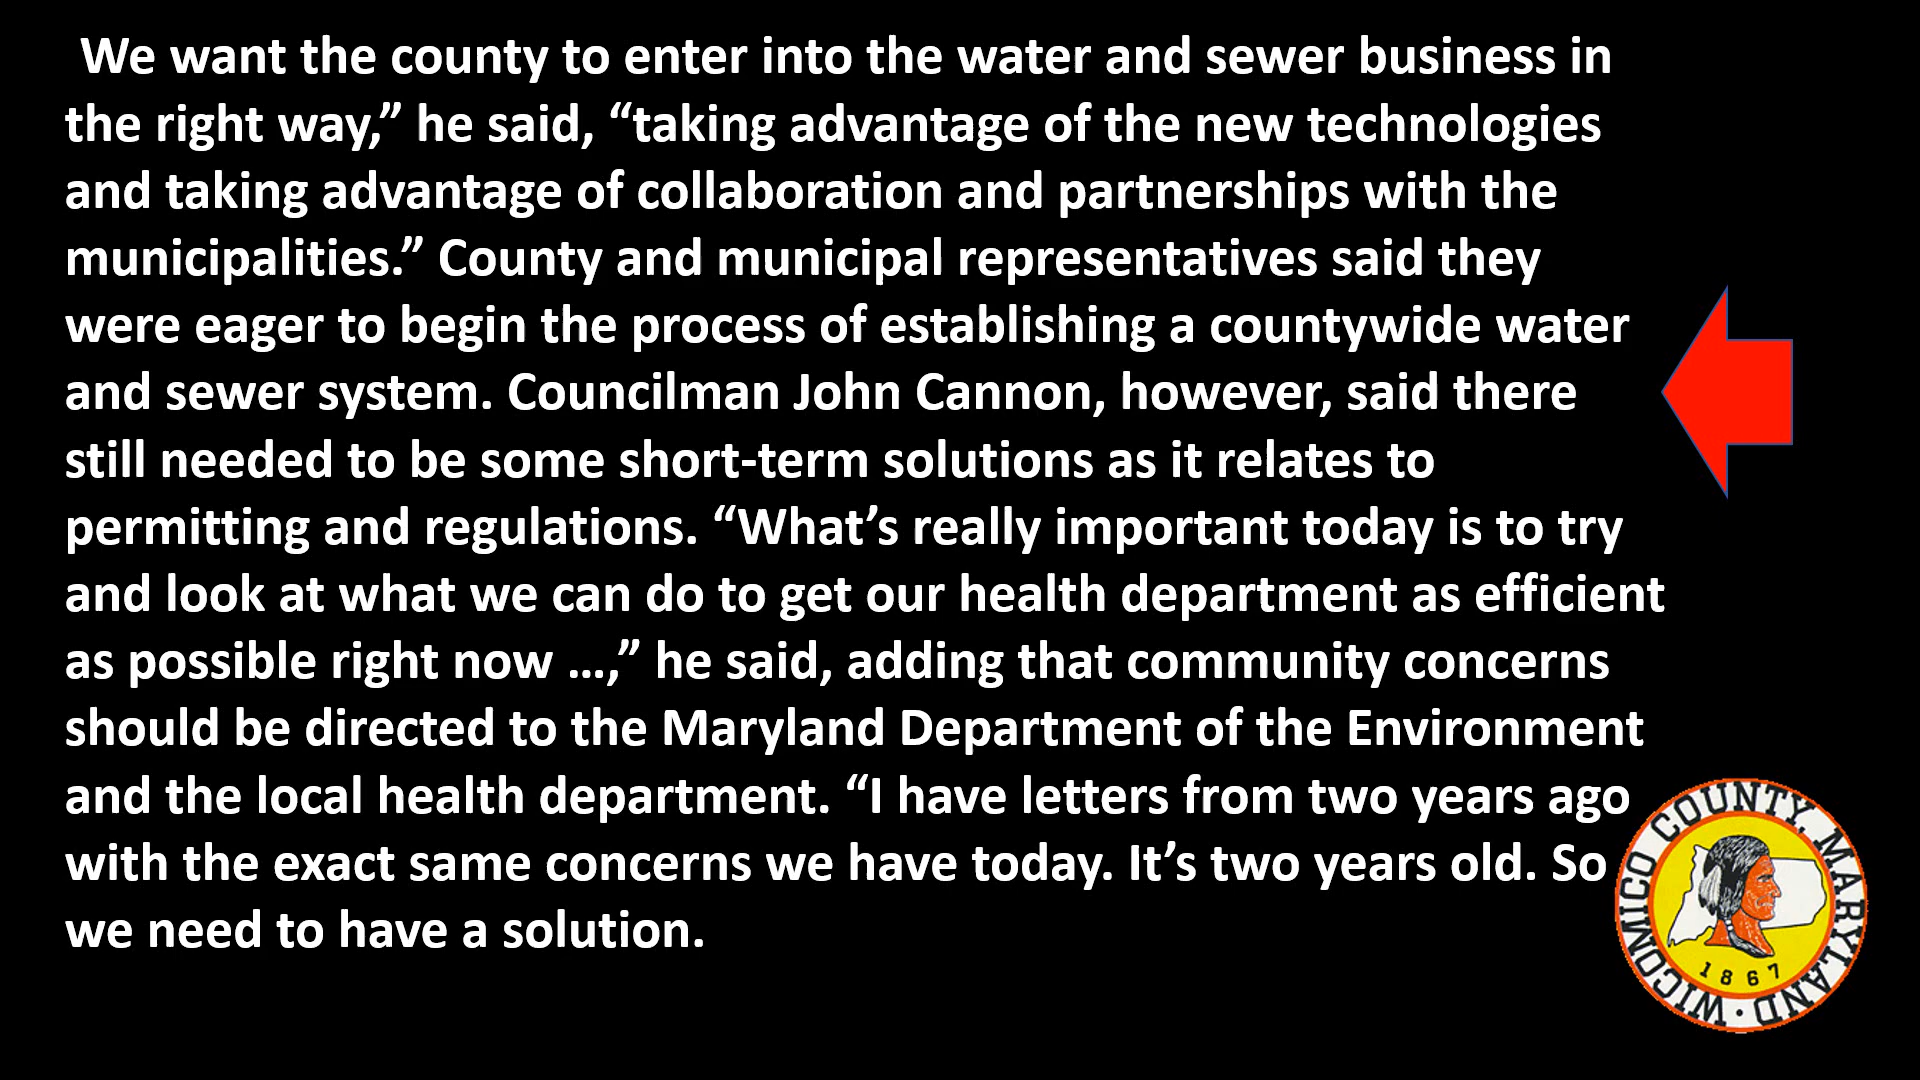 We want the county to enter into the water and sewer business in
the right way,” he said, “taking advantage of the new technologies
and taking advantage of collaboration and partnerships with the
municipalities.” County and municipal representatives said they
were eager to begin the process of establishing a countywide water
and sewer system. Councilman John Cannon, however, said there
still needed to be some short-term solutions as it relates to
permitting and regulations. “What’s really important today is to try
and look at what we can do to get our health department as efficient
as possible right now …,” he said, adding that community concerns
should be directed to the Maryland Department of the Environment
and the local health department. “I have letters from two years ago
with the exact same concerns we have today. It’s two years old. So
we need to have a solution.
WICOMICO COUNTY, MARYLAND •
1867